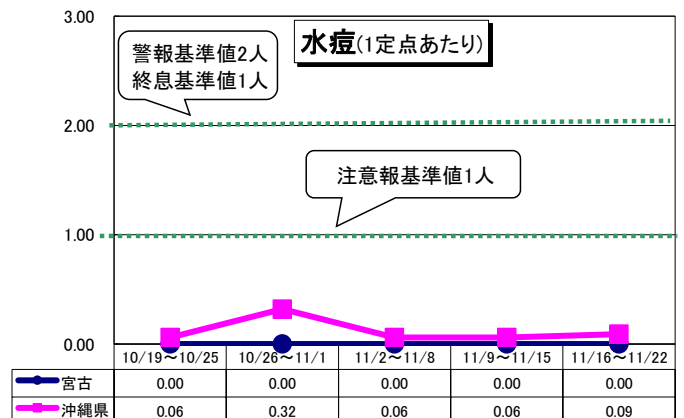 水痘(1定点あたり)
警報基準値2人
終息基準値1人
注意報基準値1人
3.00
2.00
1.00
0.00
10/19～10/25 10/26～11/1 11/2～11/8 11/9～11/15 11/16～11/22
宮古 0.00 0.00 0.00 0.00 0.00
沖縄県 0.06 0.32 0.06 0.06 0.09